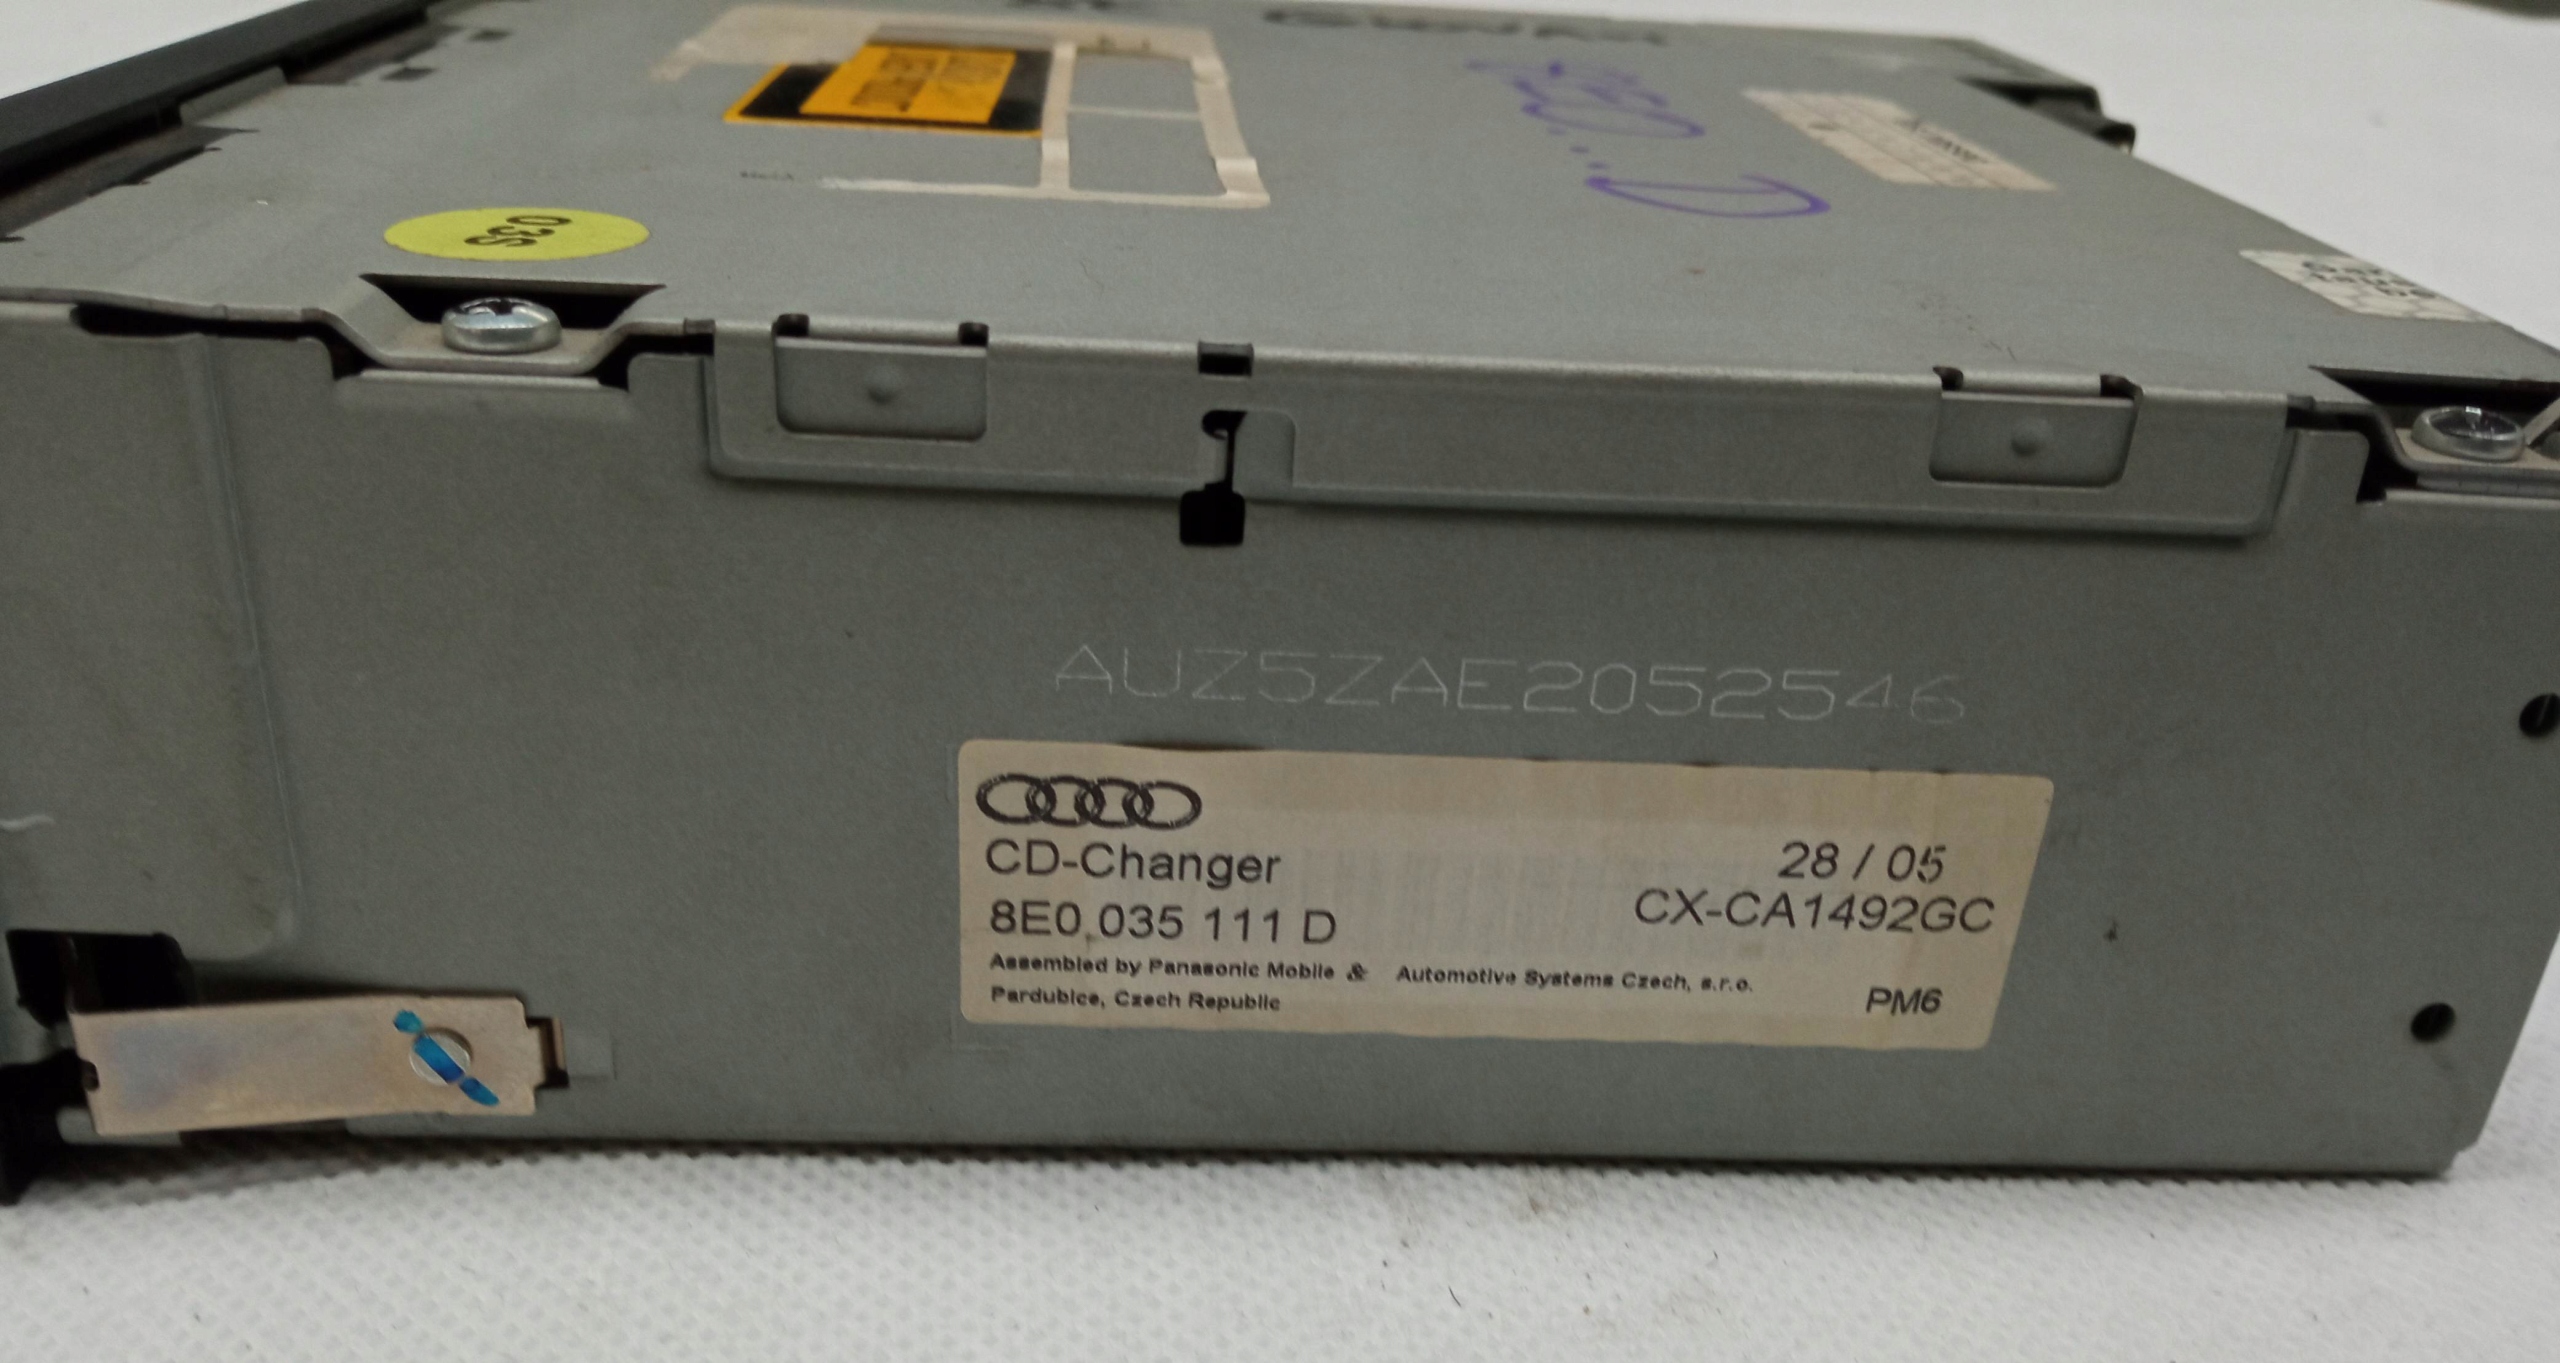 03S
AUZ5ZAE2052546
CD-Changer
28 / 05
8E0 035 111 D
CX-CA1492GC
Assembled by Panasonic Mobile & Automotive Systems Czech, s.r.o.
Pardubice, Czech Republic
PM6